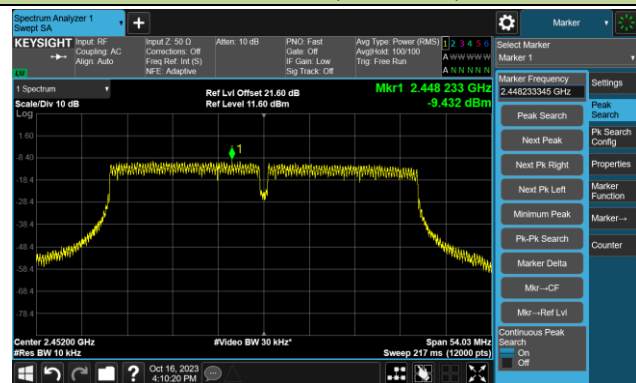 Spectrum Analyzer 1
Swept SA
Marker
KEYSIGHT
Input: RF
Coupling: AC
Align: Auto
Input Z: 50 Ω
Corrections: Off
Freq Ref: Int (S)
NFE: Adaptive
Atten: 10 dB
PNO: Fast
Gate: Off
IF Gain: Low
Sig Track: Off
Avg Type: Power (RMS)
Avg|Hold: 100/100
Trig: Free Run
1 2 3 4 5 6
A W W W W W
A N N N N N
LW
Select Marker
Marker 1
1 Spectrum
Scale/Div 10 dB
Log
Ref Lvl Offset 21.60 dB
Ref Level 11.60 dBm
Mkr1 2.448 233 GHz
-9.432 dBm
1
1.60
-8.40
-18.4
-28.4
-38.4
-48.4
-58.4
-68.4
-78.4
Center 2.45200 GHz
#Res BW 10 kHz
#Video BW 30 kHz*
Span 54.03 MHz
Sweep 217 ms (12000 pts)
Marker Frequency
2.448233345 GHz
Peak Search
Next Peak
Next Pk Right
Next Pk Left
Minimum Peak
Pk-Pk Search
Marker Delta
Mkr→CF
Mkr→Ref Lvl
Continuous Peak
Search
On
Off
Settings
Peak
Search
Pk Search
Config
Properties
Marker
Function
Marker→
Counter
Oct 16, 2023
4:10:20 PM